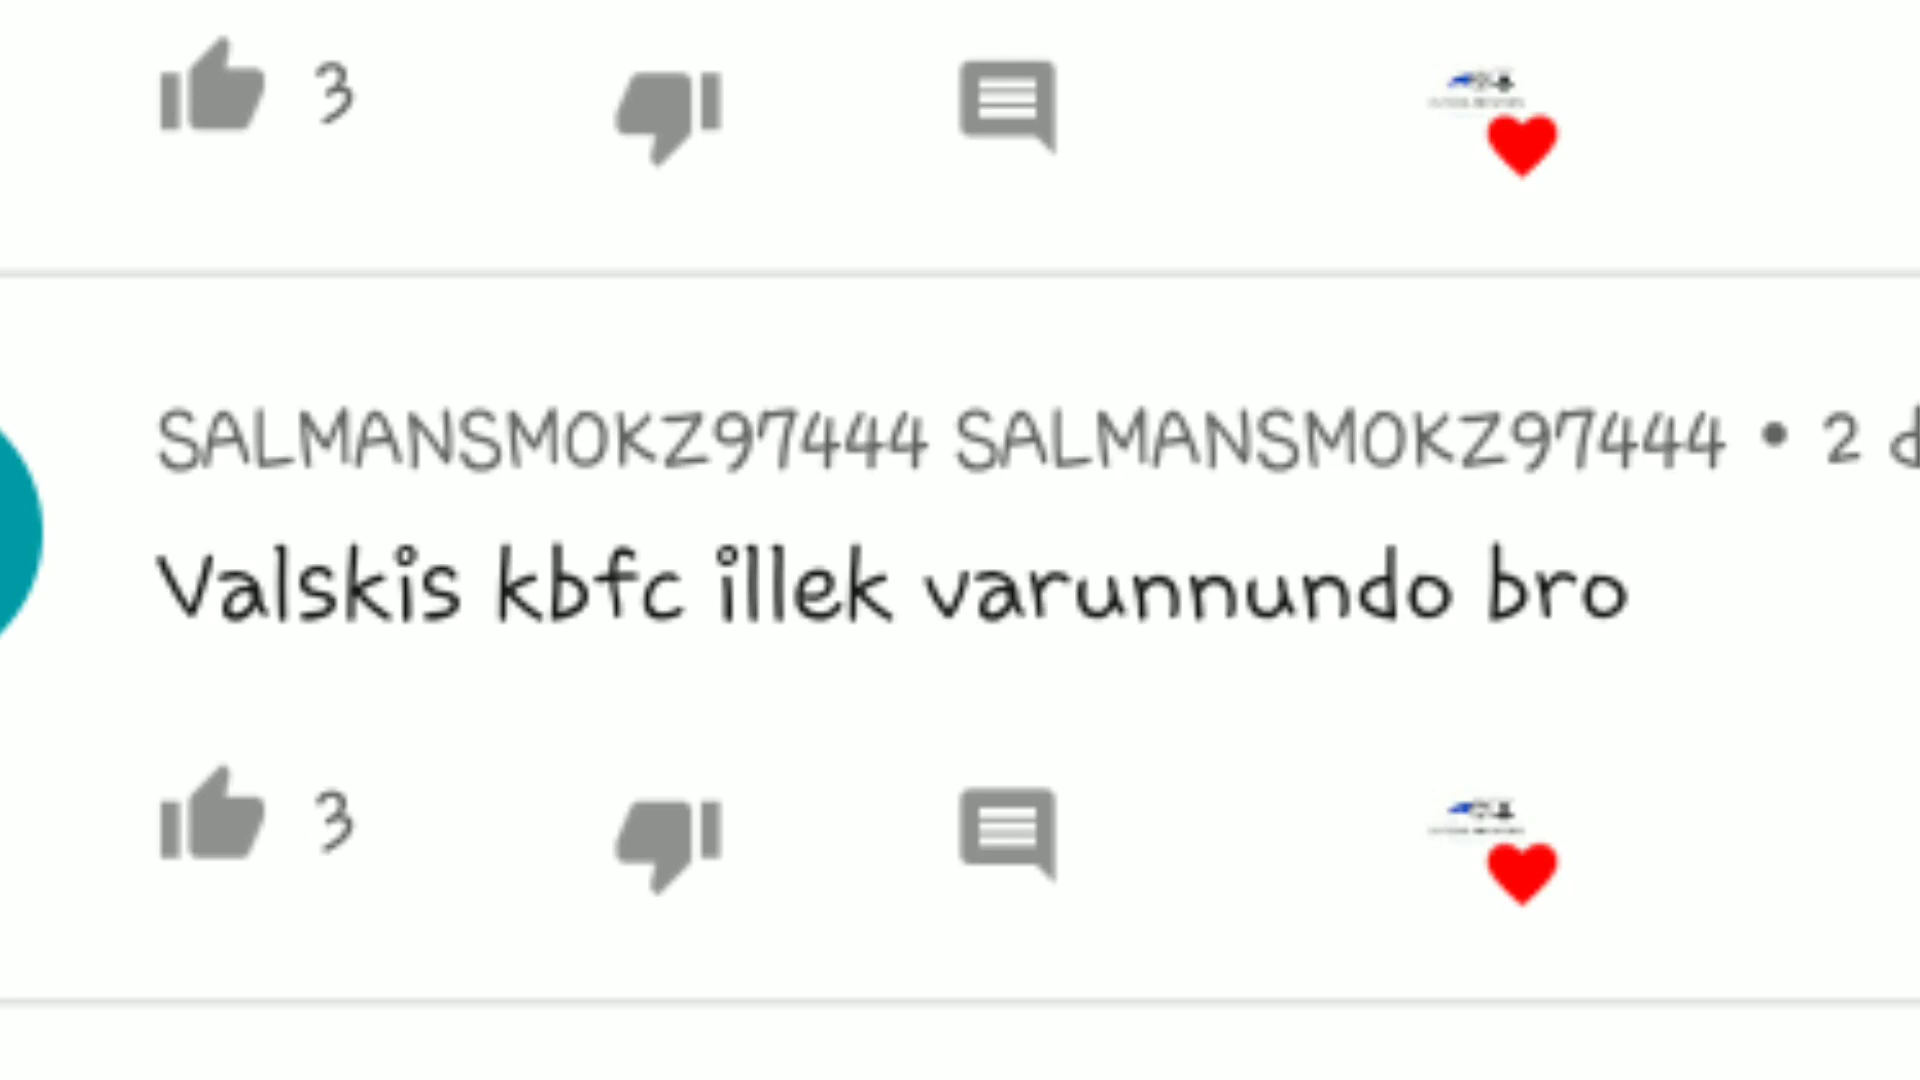 3
SALMANSMOKZ97444 SALMANSMOKZ97444 • 2 d
Valskis kbfc illek varunnundo bro
3